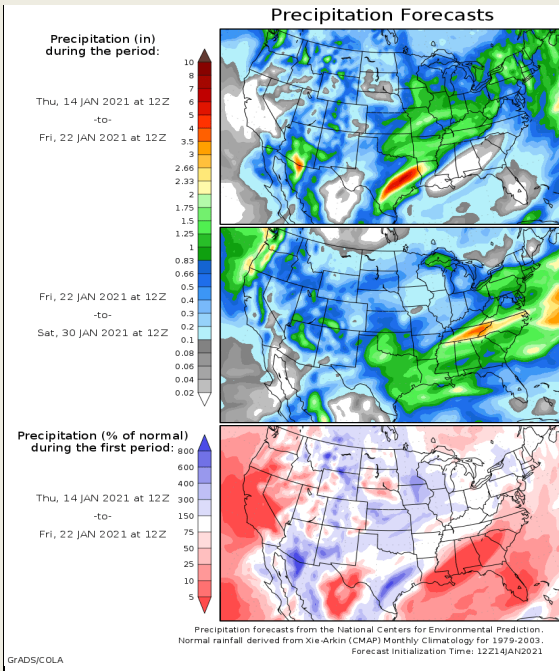 Precipitation Forecasts
Precipitation (in)
during the period:
Thu, 14 JAN 2021 at 12Z
-to-
Fri, 22 JAN 2021 at 12Z
10
8
7
6
5
4
3.5
3
2.66
2.33
2
1.75
1.5
1.25
1
0.83
0.66
0.5
0.4
0.3
0.2
0.1
0.08
0.06
0.04
0.02
Fri, 22 JAN 2021 at 12Z
-to-
Sat, 30 JAN 2021 at 12Z
Precipitation (% of normal)
during the first period:
Thu, 14 JAN 2021 at 12Z
-to-
Fri, 22 JAN 2021 at 12Z
800
600
400
300
150
75
50
25
10
5
Precipitation forecasts from the National Centers for Environmental Prediction.
Normal rainfall derived from Xie-Arkin (CMAP) Monthly Climatology for 1979-2003.
Forecast Initialization Time: 12Z14JAN2021
GrADS/COLA